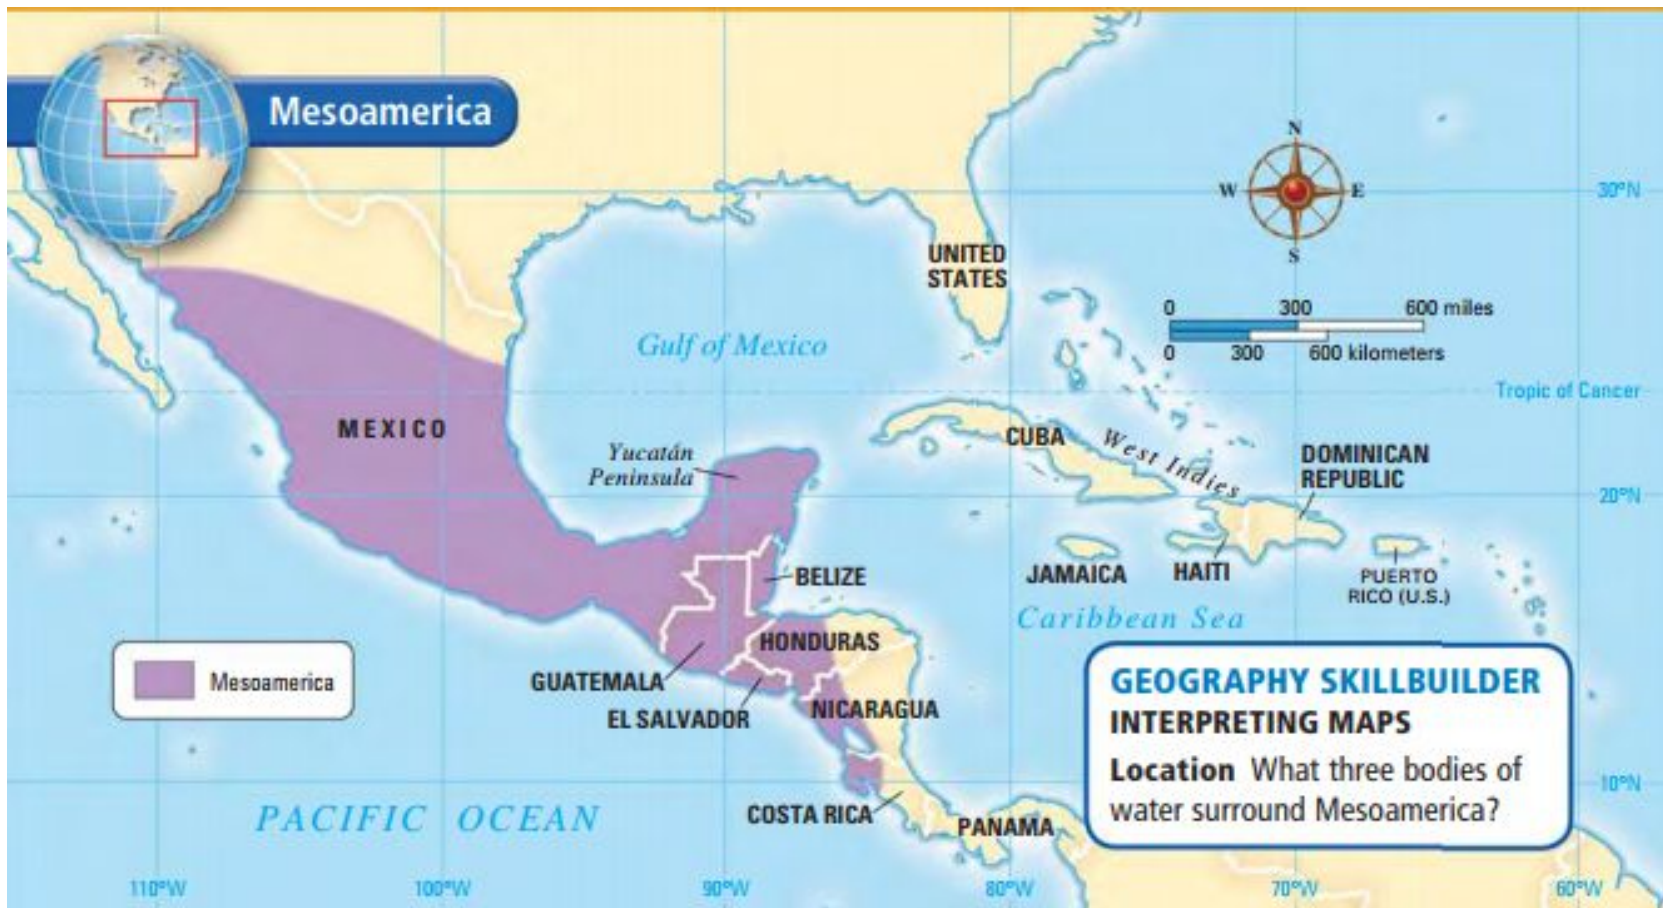 Mesoamerica
N
W
E
S
30°N
UNITED
STATES
0 300 600 miles
0 300 600 kilometers
Gulf of Mexico
Tropic of Cancer
MEXICO
CUBA
West Indies
Yucatán
Peninsula
DOMINICAN
REPUBLIC
20°N
BELIZE
JAMAICA
HAITI
PUERTO
RICO (U.S.)
Caribbean Sea
HONDURAS
Mesoamerica
GUATEMALA
EL SALVADOR
NICARAGUA
GEOGRAPHY SKILLBUILDER
INTERPRETING MAPS
Location What three bodies of
water surround Mesoamerica?
10°N
PACIFIC OCEAN
COSTA RICA
PANAMA
110°W 100°W 90°W 80°W 70°W 60°W